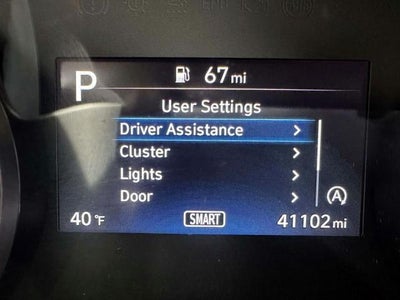 P
67 mi
User Settings
Driver Assistance
Cluster
Lights
Door
A
40 °F
SMART
41102 mi